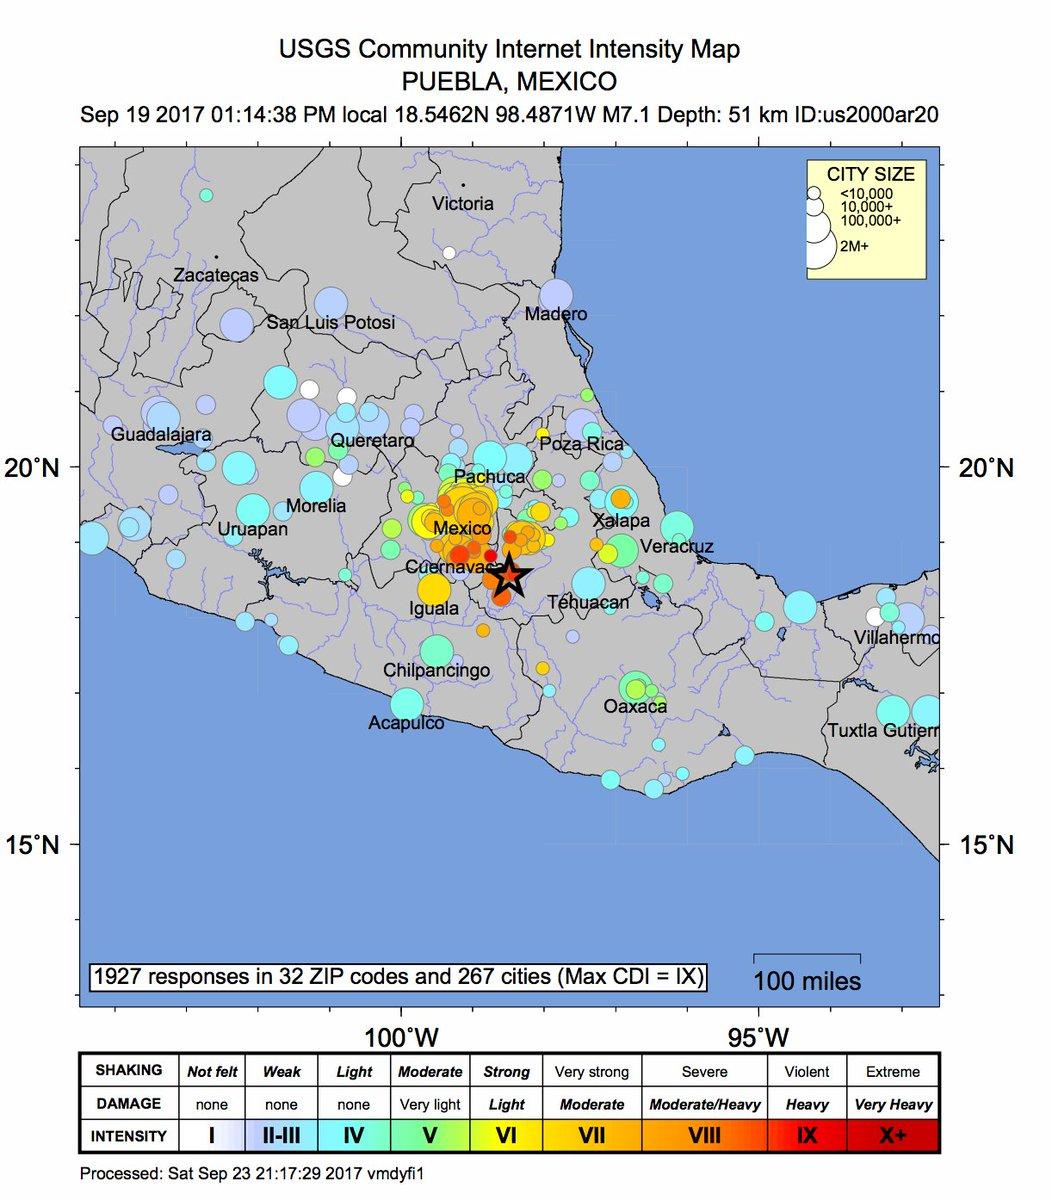 USGS Community Internet Intensity Map
PUEBLA, MEXICO
Sep 19 2017 01:14:38 PM local 18.5462N 98.4871W M7.1 Depth: 51 km ID:us2000ar20
CITY SIZE
<10,000
10,000+
100,000+
2M+
Victoria
Zacatecas
Madero
San Luis Potosi
Guadalajara
Queretaro
Poza Rica
20˚N
20˚N
Pachuca
Morelia
Uruapan
Mexico
Xalapa
Veracruz
Cuernavaca
Iguala
Tehuacan
Villahermo
Chilpancingo
Oaxaca
Acapulco
Tuxtla Gutierr
15˚N
15˚N
1927 responses in 32 ZIP codes and 267 cities (Max CDI = IX)
100 miles
100˚W
95˚W
SHAKING Not felt Weak Light Moderate Strong Very strong Severe Violent Extreme
DAMAGE none none none Very light Light Moderate Moderate/Heavy Heavy Very Heavy
INTENSITY I II-III IV V VI VII VIII IX X+
Processed: Sat Sep 23 21:17:29 2017 vmdyfi1